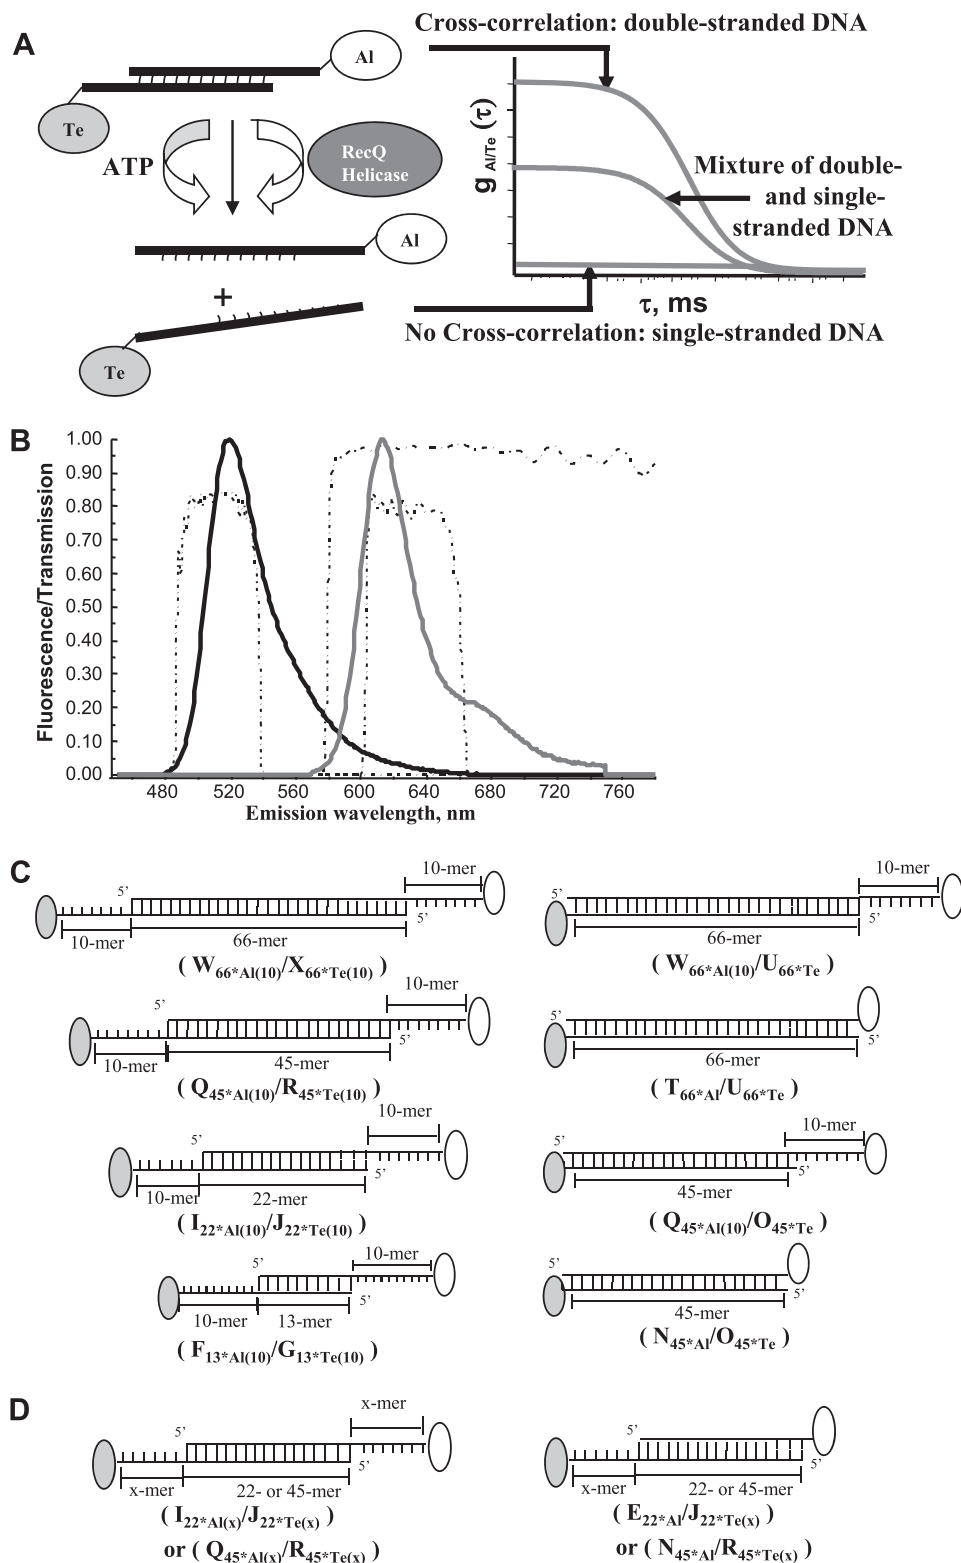 A
Cross-correlation: double-stranded DNA
Al
Te
ATP
RecQ
Helicase
Al
+
Te
g Al/Te (τ)
Mixture of double-
and single-
stranded DNA
τ, ms
No Cross-correlation: single-stranded DNA
B
Fluorescence/Transmission
1.00
0.90
0.80
0.70
0.60
0.50
0.40
0.30
0.20
0.10
0.00
480 520 560 600 640 680 720 760
Emission wavelength, nm
C
10-mer
5’
5’
10-mer
66-mer
( W66*Al(10)/X66*Te(10) )
10-mer
5’
5’
66-mer
( W66*Al(10)/U66*Te )
10-mer
5’
5’
10-mer
45-mer
( Q45*Al(10)/R45*Te(10) )
5’
5’
66-mer
( T66*Al/U66*Te )
10-mer
5’
5’
10-mer
22-mer
( I22*Al(10)/J22*Te(10) )
10-mer
5’
5’
45-mer
( Q45*Al(10)/O45*Te )
10-mer
5’
5’
10-mer
13-mer
( F13*Al(10)/G13*Te(10) )
5’
5’
45-mer
( N45*Al/O45*Te )
D
x-mer
5’
5’
x-mer
22- or 45-mer
( I22*Al(x)/J22*Te(x) )
or ( Q45*Al(x)/R45*Te(x) )
5’
5’
x-mer
22- or 45-mer
( E22*Al/J22*Te(x) )
or ( N45*Al/R45*Te(x) )